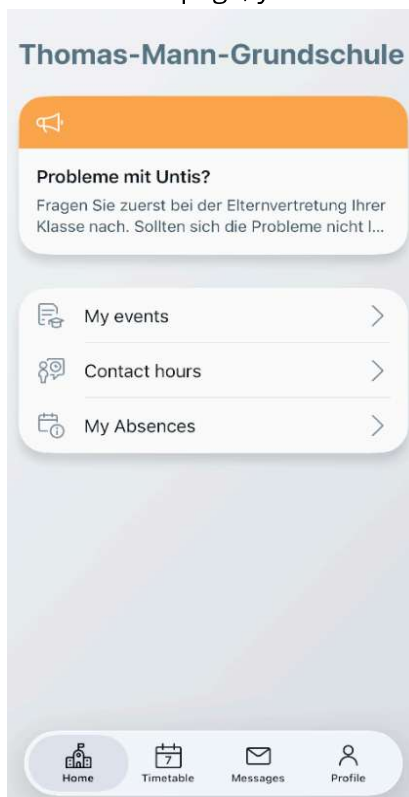 Thomas-Mann-Grundschule
Probleme mit Untis?
Fragen Sie zuerst bei der Elternvertretung Ihrer
Klasse nach. Sollten sich die Probleme nicht l...
My events
Contact hours
My Absences
7
Home
Timetable
Messages
Profile